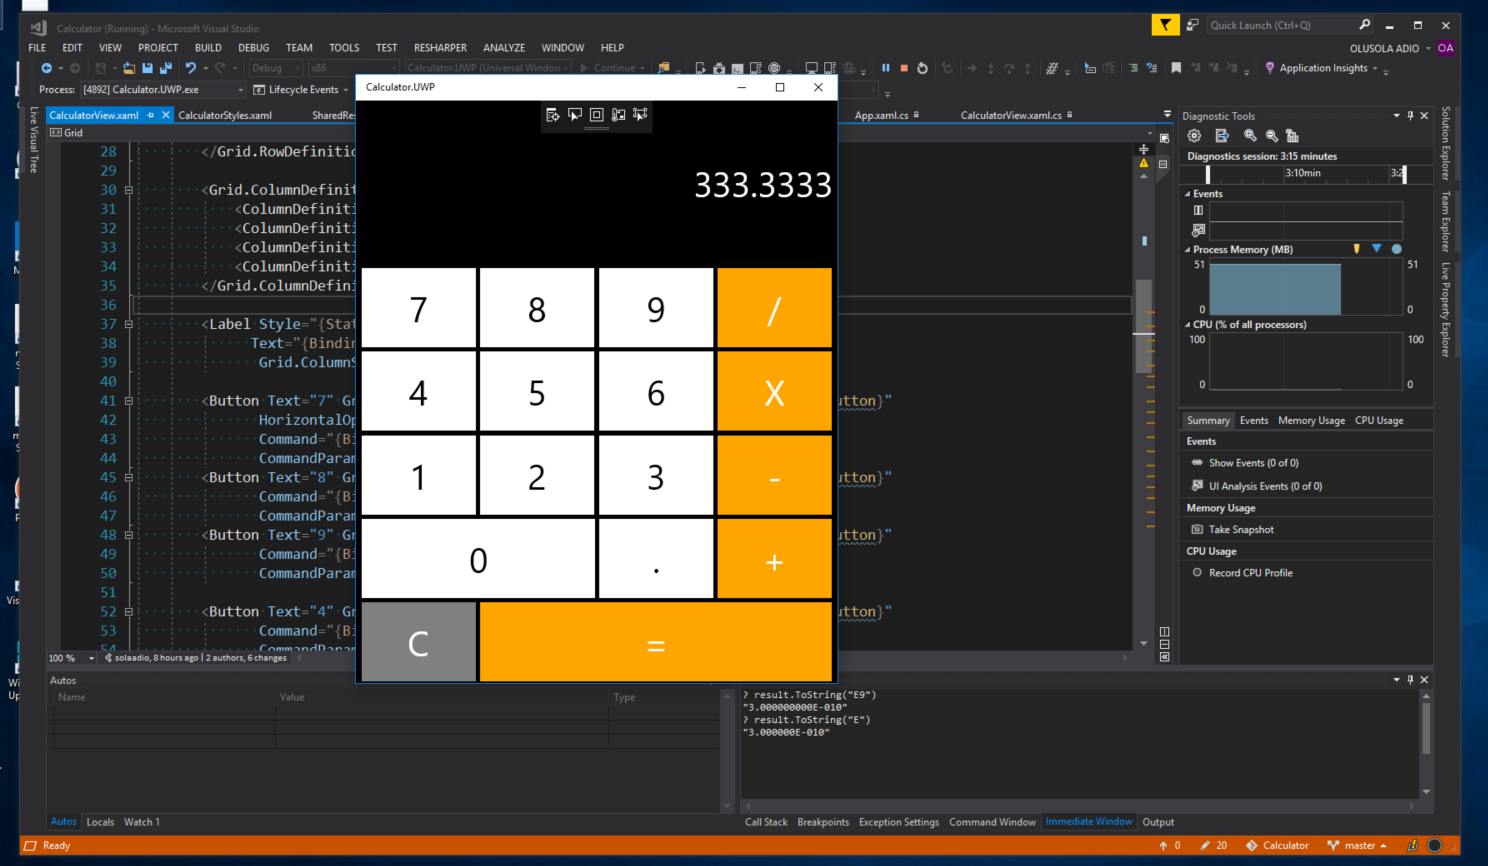 Calculator (Running) - Microsoft Visual Studio
Quick Launch (Ctrl+Q)
FILE EDIT VIEW PROJECT BUILD DEBUG TEAM TOOLS TEST RESHARPER ANALYZE WINDOW HELP
OLUSOLA ADIO OA
Debug x86 Calculator.UWP (Universal Window Continue
Application Insights
Process: [4892] Calculator.UWP.exe Lifecycle Events
Calculator.UWP
CalculatorView.xaml CalculatorStyles.xaml SharedRes App.xaml.cs CalculatorView.xaml.cs
Grid
Live Visual Tree
28 </Grid.RowDefinitio
29
30 <Grid.ColumnDefinit
31 <ColumnDefiniti
32 <ColumnDefiniti
33 <ColumnDefiniti
34 <ColumnDefiniti
35 </Grid.ColumnDefini
36
37 <Label Style="{Stat
38 Text="{Bindin
39 Grid.ColumnS
40
41 <Button Text="7" Gr utton}"
42 HorizontalOp
43 Command="{Bi
44 CommandParam
45 <Button Text="8" Gr utton}"
46 Command="{Bi
47 CommandParam
48 <Button Text="9" Gr utton}"
49 Command="{Bi
50 CommandParam
51
52 <Button Text="4" Gr utton}"
53 Command="{Bi
54 CommandParam
333.3333
7 8 9 /
4 5 6 X
1 2 3 -
0 . +
C =
100 % solaadio, 8 hours ago | 2 authors, 6 changes
Diagnostic Tools
Diagnostics session: 3:15 minutes
3:10min 3:2
Events
Process Memory (MB)
51 51
0 0
CPU (% of all processors)
100 100
0 0
Summary Events Memory Usage CPU Usage
Events
Show Events (0 of 0)
UI Analysis Events (0 of 0)
Memory Usage
Take Snapshot
CPU Usage
Record CPU Profile
Solution Explorer
Team Explorer
Live Property Explorer
Autos
Name Value Type
? result.ToString("E9")
"3.000000000E-010"
? result.ToString("E")
"3.000000E-010"
Autos Locals Watch 1
Call Stack Breakpoints Exception Settings Command Window Immediate Window Output
Ready
0 20 Calculator master